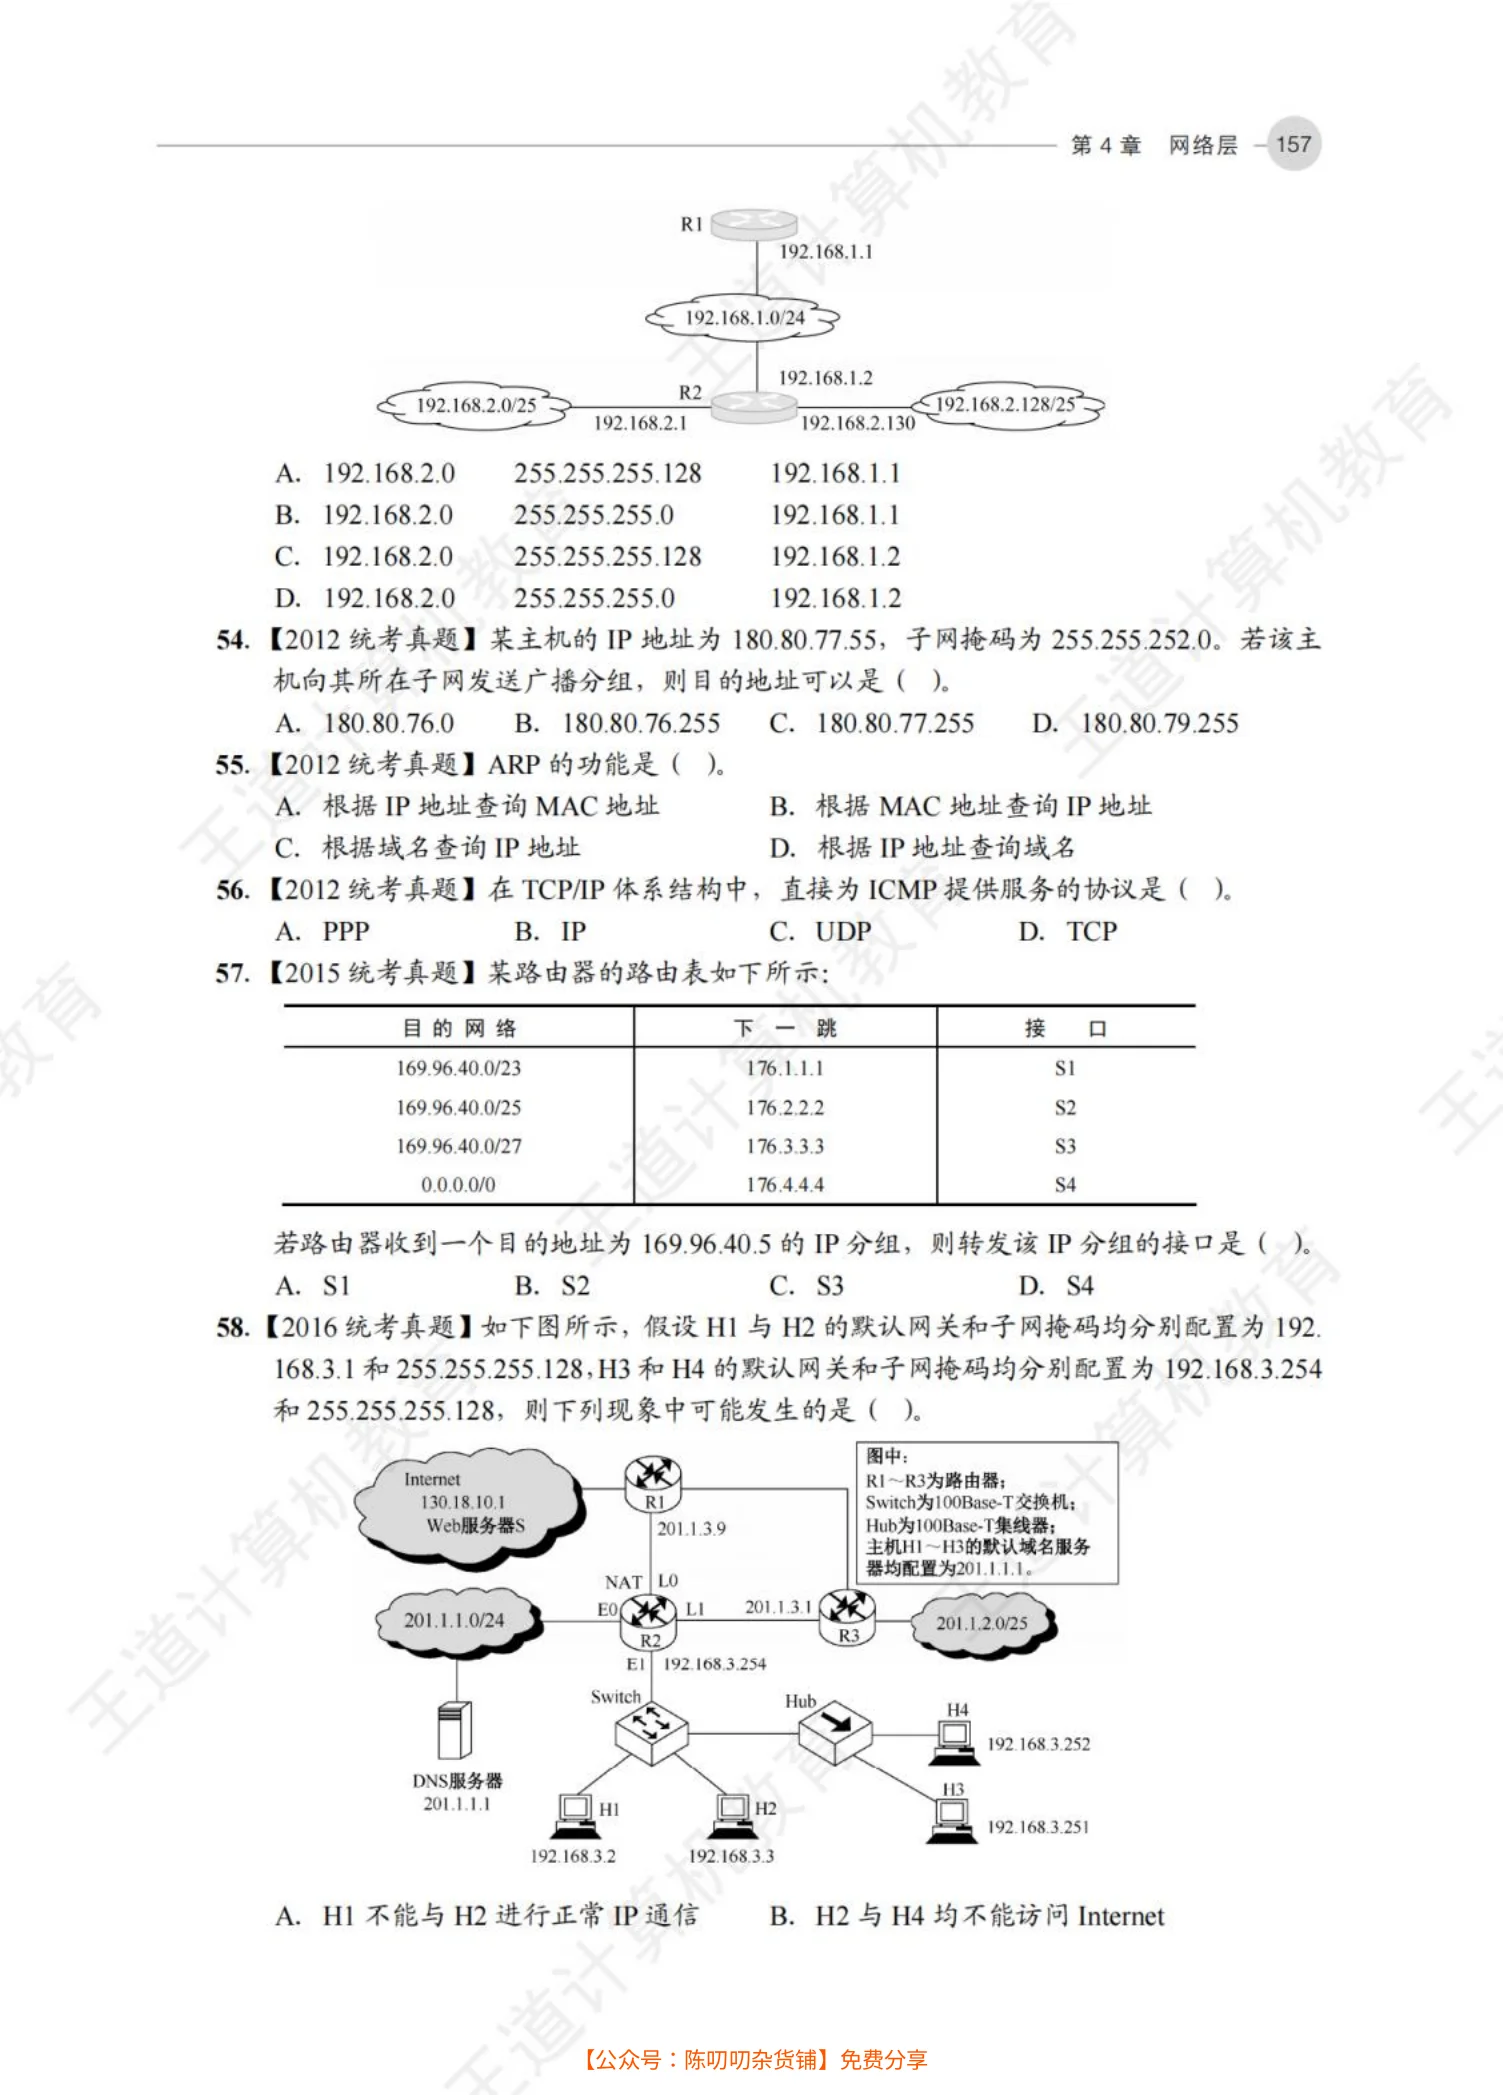 第 4 章 网络层 157
R1
192.168.1.1
192.168.1.0/24
192.168.1.2
R2
192.168.2.0/25
192.168.2.128/25
192.168.2.1
192.168.2.130
A. 192.168.2.0 255.255.255.128 192.168.1.1
B. 192.168.2.0 255.255.255.0 192.168.1.1
C. 192.168.2.0 255.255.255.128 192.168.1.2
D. 192.168.2.0 255.255.255.0 192.168.1.2
54. 【2012 统考真题】某主机的 IP 地址为 180.80.77.55，子网掩码为 255.255.252.0。若该主
机向其所在子网发送广播分组，则目的地址可以是（ ）。
A. 180.80.76.0 B. 180.80.76.255 C. 180.80.77.255 D. 180.80.79.255
55. 【2012 统考真题】ARP 的功能是（ ）。
A. 根据 IP 地址查询 MAC 地址 B. 根据 MAC 地址查询 IP 地址
C. 根据域名查询 IP 地址 D. 根据 IP 地址查询域名
56. 【2012 统考真题】在 TCP/IP 体系结构中，直接为 ICMP 提供服务的协议是（ ）。
A. PPP B. IP C. UDP D. TCP
57. 【2015 统考真题】某路由器的路由表如下所示：
目的网络 下一跳 接口
169.96.40.0/23 176.1.1.1 S1
169.96.40.0/25 176.2.2.2 S2
169.96.40.0/27 176.3.3.3 S3
0.0.0.0/0 176.4.4.4 S4
若路由器收到一个目的地址为 169.96.40.5 的 IP 分组，则转发该 IP 分组的接口是（ ）。
A. S1 B. S2 C. S3 D. S4
58. 【2016 统考真题】如下图所示，假设 H1 与 H2 的默认网关和子网掩码均分别配置为 192.
168.3.1 和 255.255.255.128，H3 和 H4 的默认网关和子网掩码均分别配置为 192.168.3.254
和 255.255.255.128，则下列现象中可能发生的是（ ）。
Internet
130.18.10.1
Web服务器S
R1
201.1.3.9
图中：
R1～R3为路由器；
Switch为100Base-T交换机；
Hub为100Base-T集线器；
主机H1～H3的默认域名服务
器均配置为201.1.1.1。
NAT L0
E0 L1 201.1.3.1
201.1.1.0/24
R2
R3
201.1.2.0/25
E1 192.168.3.254
Switch
Hub
H4
192.168.3.252
DNS服务器
201.1.1.1
H1
H2
H3
192.168.3.251
192.168.3.2
192.168.3.3
A. H1 不能与 H2 进行正常 IP 通信 B. H2 与 H4 均不能访问 Internet
王道计算机教育
【公众号：陈叨叨杂货铺】免费分享